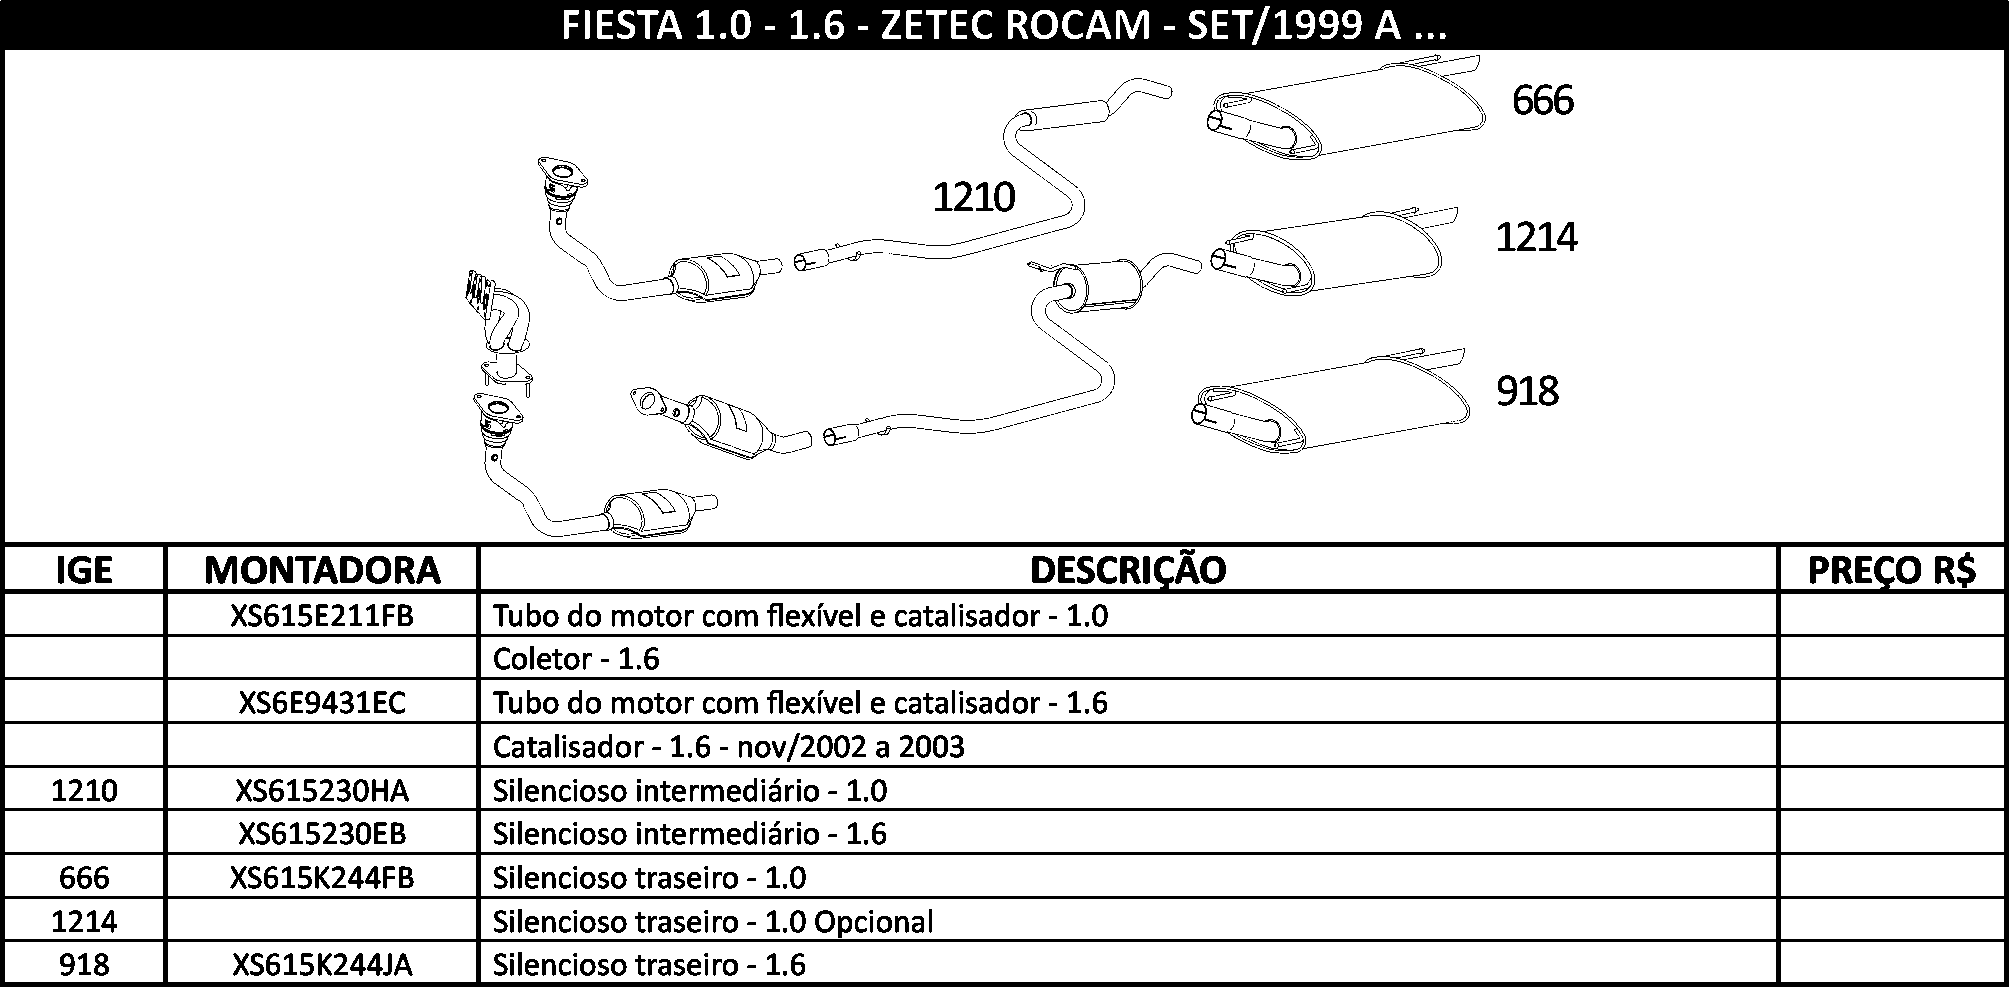 FIESTA 1.0 - 1.6 - ZETEC ROCAM - SET/1999 A ...
666
1210
1214
918
IGE MONTADORA DESCRIÇÃO PREÇO R$
XS615E211FB Tubo do motor com flexível e catalisador - 1.0
Coletor - 1.6
XS6E9431EC Tubo do motor com flexível e catalisador - 1.6
Catalisador - 1.6 - nov/2002 a 2003
1210 XS615230HA Silencioso intermediário - 1.0
XS615230EB Silencioso intermediário - 1.6
666 XS615K244FB Silencioso traseiro - 1.0
1214 Silencioso traseiro - 1.0 Opcional
918 XS615K244JA Silencioso traseiro - 1.6